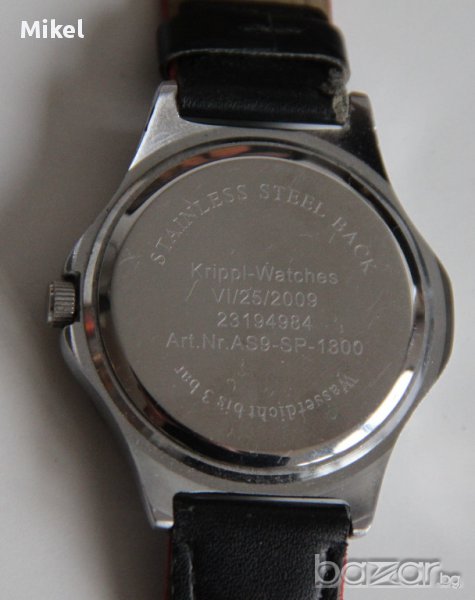 Mikel
STAINLESS STEEL BACK
Krippl-Watches
VI/25/2009
23194984
Art.Nr.AS9-SP-1800
Wasserdicht bis 3 bar
bazar.bg